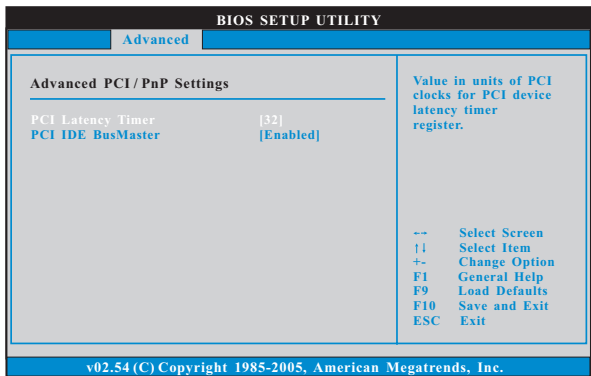 BIOS SETUP UTILITY
Advanced
Advanced PCI / PnP Settings
PCI Latency Timer [32]
PCI IDE BusMaster [Enabled]
Value in units of PCI
clocks for PCI device
latency timer
register.
←→ Select Screen
↑↓ Select Item
+- Change Option
F1 General Help
F9 Load Defaults
F10 Save and Exit
ESC Exit
v02.54 (C) Copyright 1985-2005, American Megatrends, Inc.